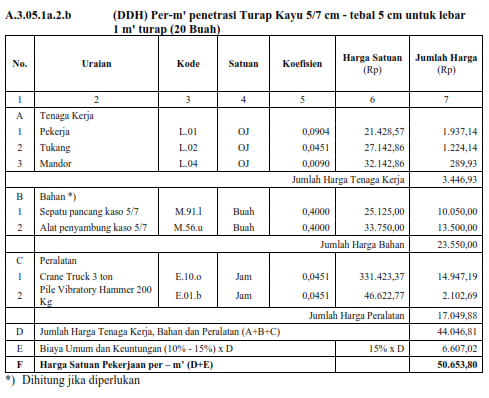 A.3.05.1a.2.b (DDH) Per-m' penetrasi Turap Kayu 5/7 cm - tebal 5 cm untuk lebar
1 m' turap (20 Buah)
No. Uraian Kode Satuan Koefisien Harga Satuan (Rp) Jumlah Harga (Rp)
1 2 3 4 5 6 7
A Tenaga Kerja
1 Pekerja L.01 OJ 0,0904 21.428,57 1.937,14
2 Tukang L.02 OJ 0,0451 27.142,86 1.224,14
3 Mandor L.04 OJ 0,0090 32.142,86 289,93
Jumlah Harga Tenaga Kerja 3.446,93
B Bahan *)
1 Sepatu pancang kaso 5/7 M.91.l Buah 0,4000 25.125,00 10.050,00
2 Alat penyambung kaso 5/7 M.56.u Buah 0,4000 33.750,00 13.500,00
Jumlah Harga Bahan 23.550,00
C Peralatan
1 Crane Truck 3 ton E.10.o Jam 0,0451 331.423,37 14.947,19
2 Pile Vibratory Hammer 200 Kg E.01.b Jam 0,0451 46.622,77 2.102,69
Jumlah Harga Peralatan 17.049,88
D Jumlah Harga Tenaga Kerja, Bahan dan Peralatan (A+B+C) 44.046,81
E Biaya Umum dan Keuntungan (10% - 15%) x D 15% x D 6.607,02
F Harga Satuan Pekerjaan per – m' (D+E) 50.653,80
*) Dihitung jika diperlukan